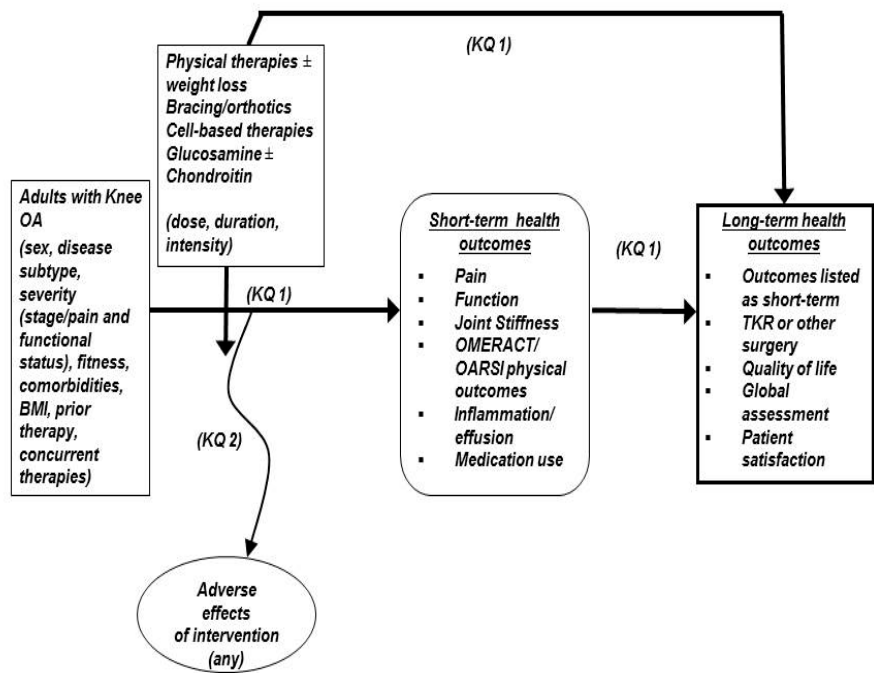 (KQ 1)
Physical therapies ±
weight loss
Bracing/orthotics
Cell-based therapies
Glucosamine ±
Chondroitin
(dose, duration,
intensity)
Adults with Knee
OA
(sex, disease
subtype,
severity
(stage/pain and
functional
status), fitness,
comorbidities,
BMI, prior
therapy,
concurrent
therapies)
(KQ 1)
(KQ 2)
Adverse
effects
of intervention
(any)
Short-term health
outcomes
▪ Pain
▪ Function
▪ Joint Stiffness
▪ OMERACT/
OARSI physical
outcomes
▪ Inflammation/
effusion
▪ Medication use
(KQ 1)
Long-term health
outcomes
▪ Outcomes listed
as short-term
▪ TKR or other
surgery
▪ Quality of life
▪ Global
assessment
▪ Patient
satisfaction